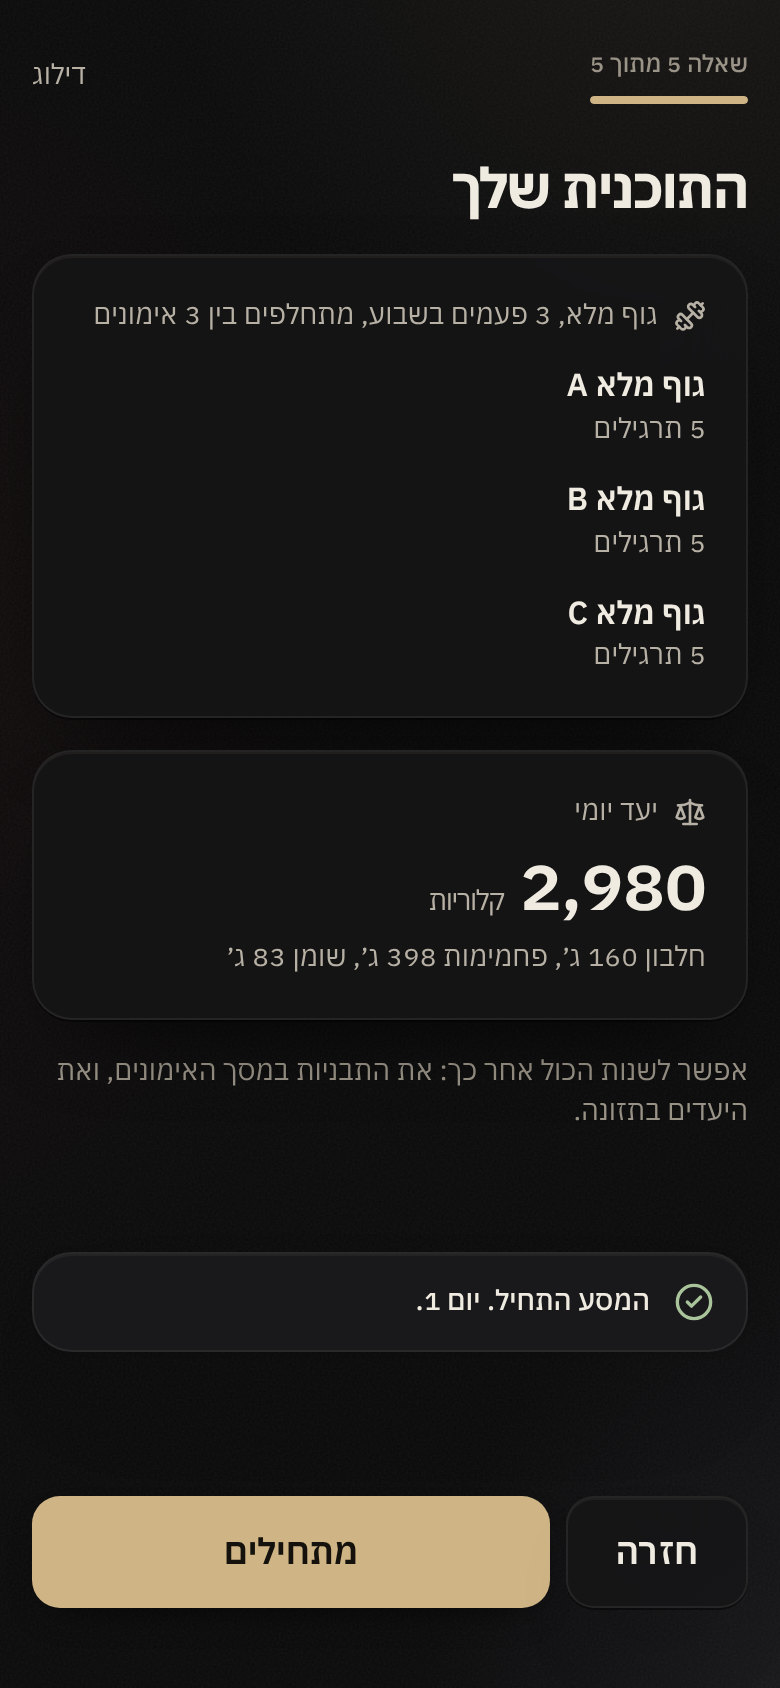 שאלה 5 מתוך 5
דילוג
התוכנית שלך
גוף מלא, 3 פעמים בשבוע, מתחלפים בין 3 אימונים
גוף מלא A
5 תרגילים
גוף מלא B
5 תרגילים
גוף מלא C
5 תרגילים
יעד יומי
2,980 קלוריות
חלבון 160 ג׳, פחמימות 398 ג׳, שומן 83 ג׳
אפשר לשנות הכול אחר כך: את התבניות במסך האימונים, ואת
היעדים בתזונה.
המסע התחיל. יום 1.
חזרה
מתחילים